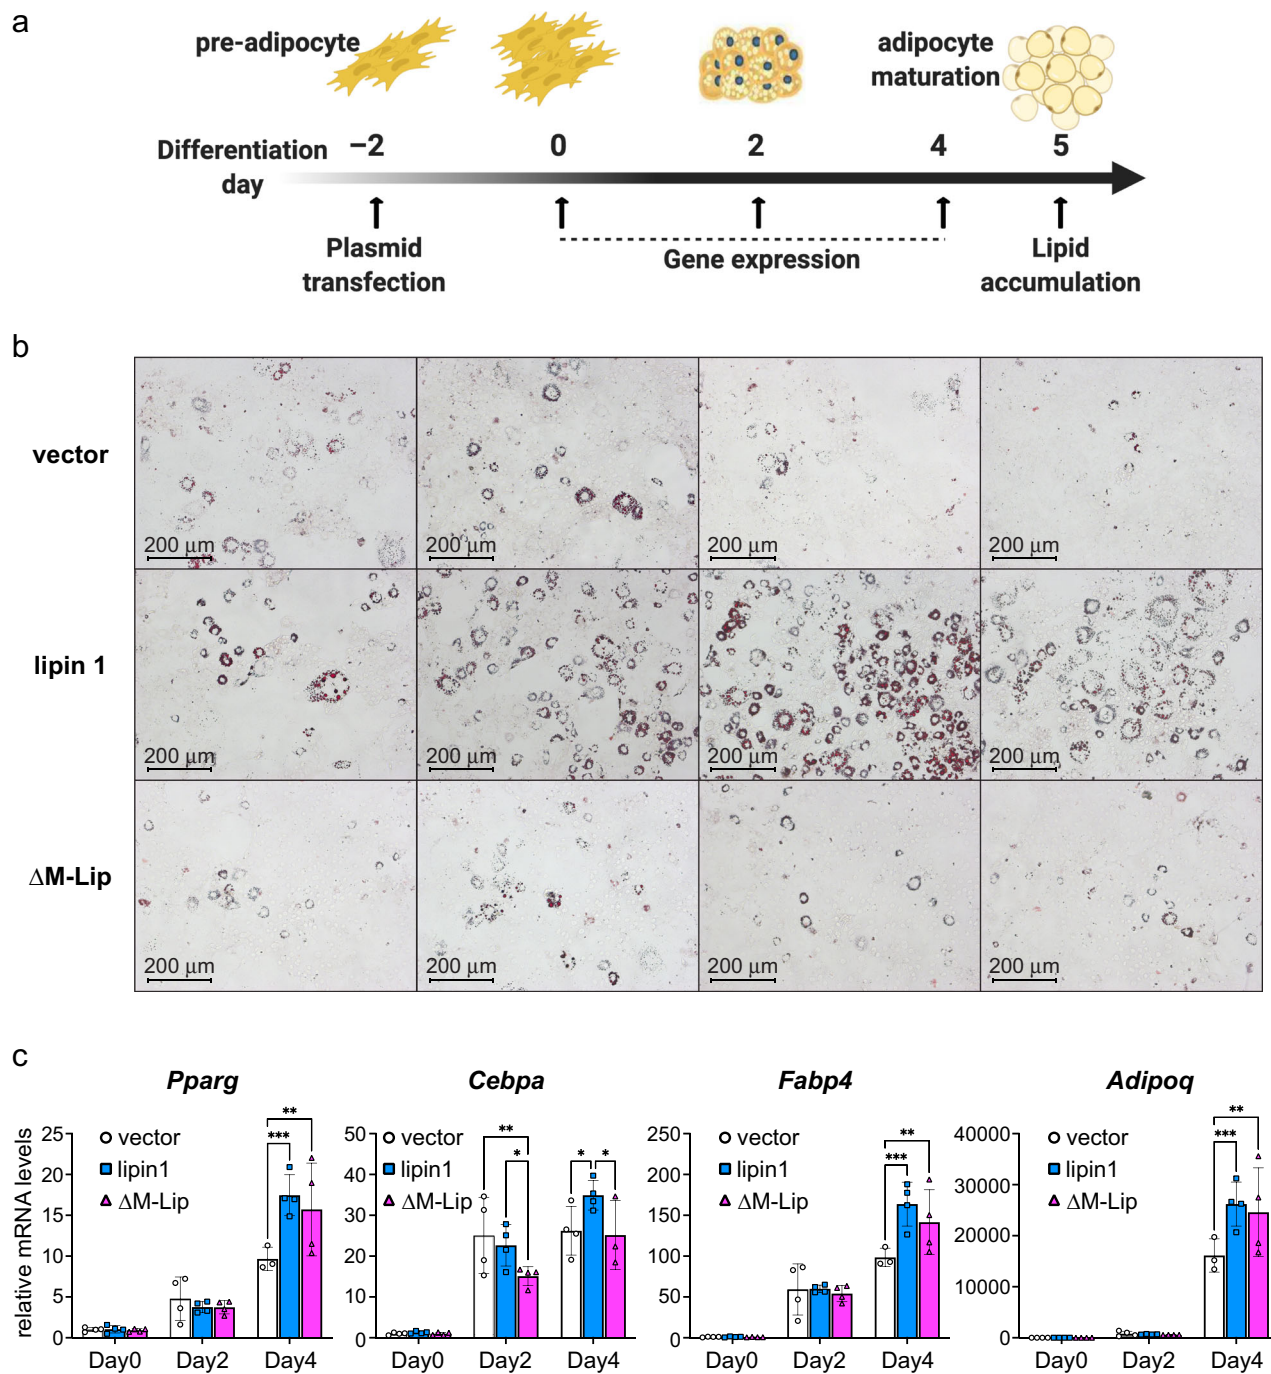 a
pre-adipocyte
adipocyte
maturation
Differentiation
day
−2 0 2 4 5
Plasmid
transfection
Gene expression
Lipid
accumulation
b
vector
200 μm 200 μm 200 μm 200 μm
lipin 1
200 μm 200 μm 200 μm 200 μm
ΔM-Lip
200 μm 200 μm 200 μm 200 μm
c
Pparg
relative mRNA levels
25
20
15
10
5
0
vector
lipin1
ΔM-Lip
**
***
Day0 Day2 Day4
Cebpa
50
40
30
20
10
0
vector
lipin1
ΔM-Lip
**
*
* *
Day0 Day2 Day4
Fabp4
250
200
150
100
50
0
vector
lipin1
ΔM-Lip
**
***
Day0 Day2 Day4
Adipoq
40000
30000
20000
10000
0
vector
lipin1
ΔM-Lip
**
***
Day0 Day2 Day4